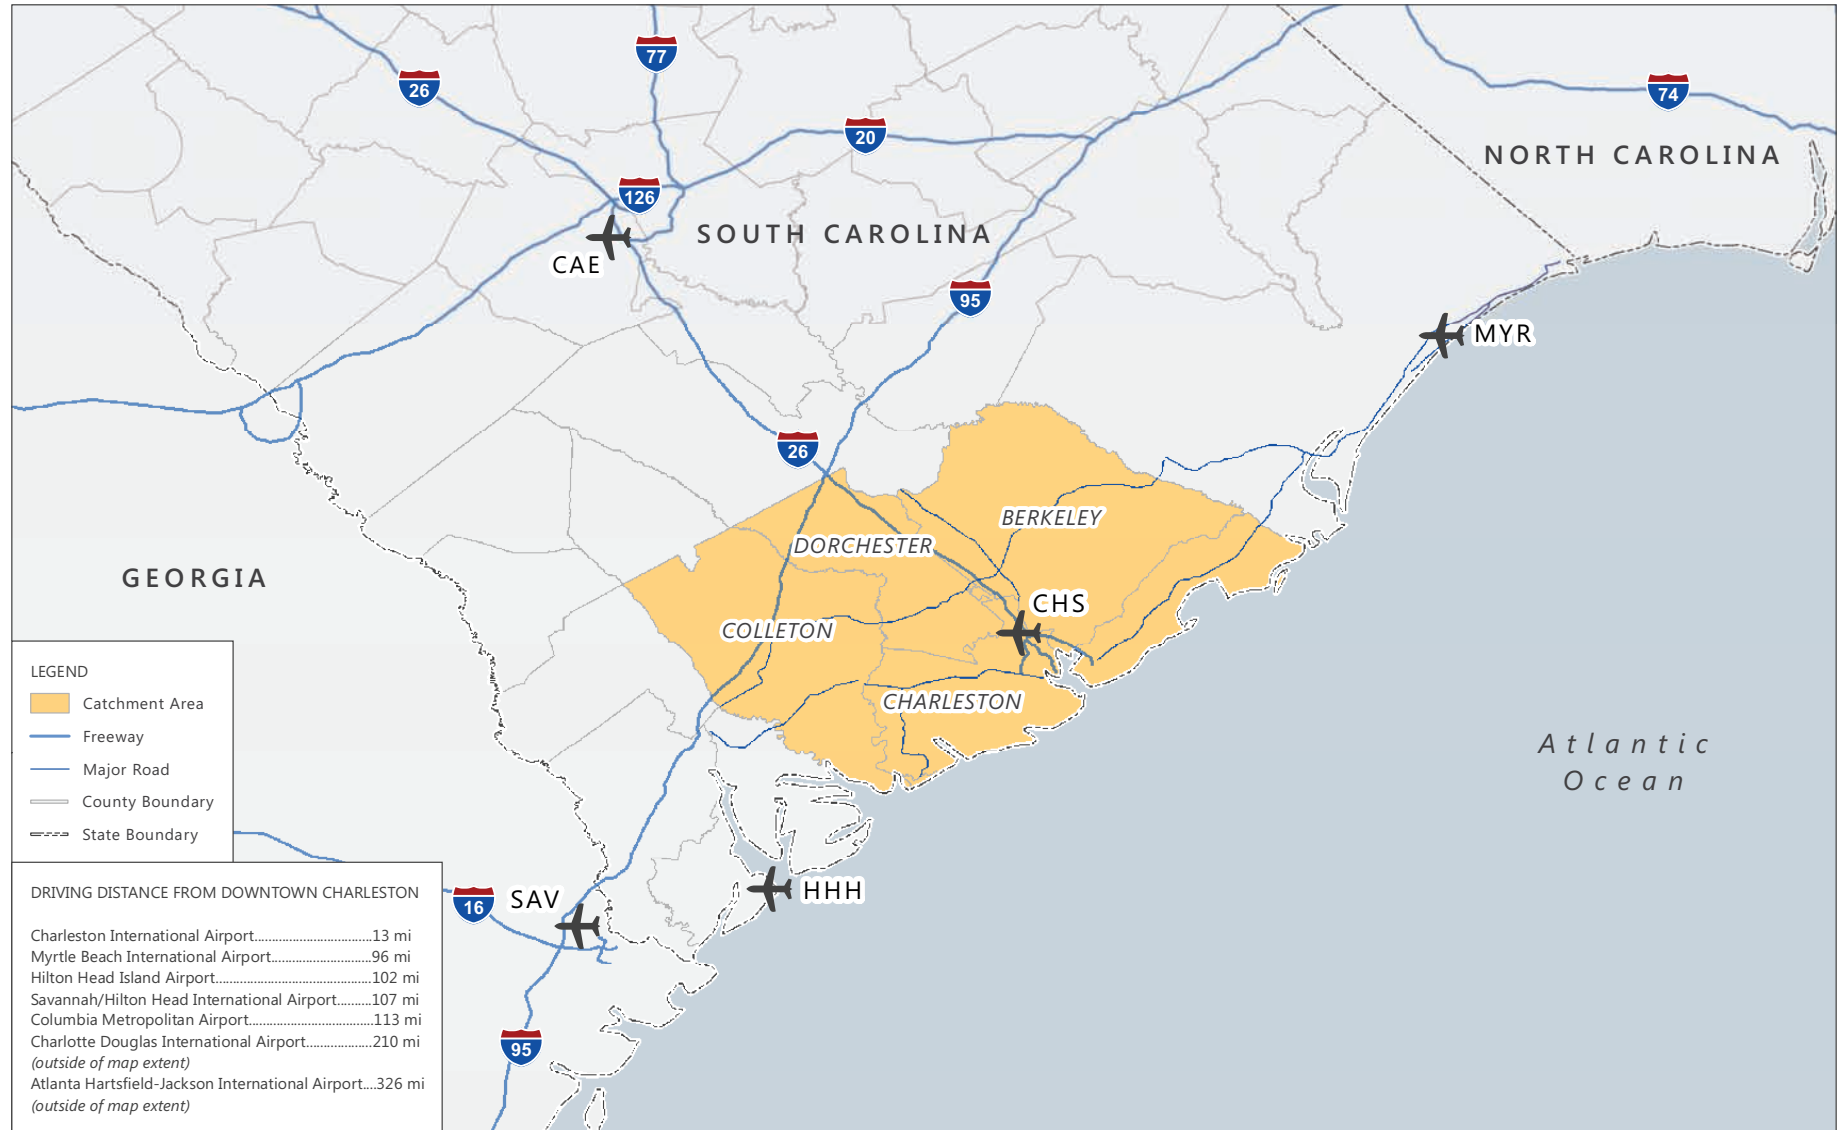 77
26
74
20
NORTH CAROLINA
126
SOUTH CAROLINA
CAE
95
MYR
26
BERKELEY
DORCHESTER
GEORGIA
CHS
COLLETON
CHARLESTON
Atlantic
Ocean
LEGEND
Catchment Area
Freeway
Major Road
County Boundary
State Boundary
SAV
HHH
16
95
DRIVING DISTANCE FROM DOWNTOWN CHARLESTON
Charleston International Airport..................................13 mi
Myrtle Beach International Airport.............................96 mi
Hilton Head Island Airport.............................................102 mi
Savannah/Hilton Head International Airport..........107 mi
Columbia Metropolitan Airport....................................113 mi
Charlotte Douglas International Airport...................210 mi
(outside of map extent)
Atlanta Hartsfield-Jackson International Airport....326 mi
(outside of map extent)